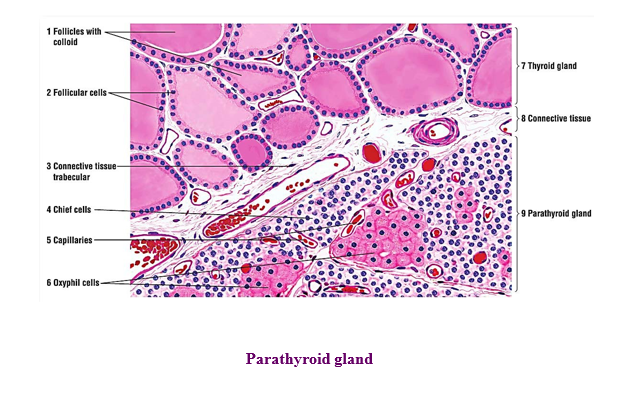 1 Follicles with
colloid
2 Follicular cells
3 Connective tissue
trabecular
4 Chief cells
5 Capillaries
6 Oxyphil cells
7 Thyroid gland
8 Connective tissue
9 Parathyroid gland
Parathyroid gland